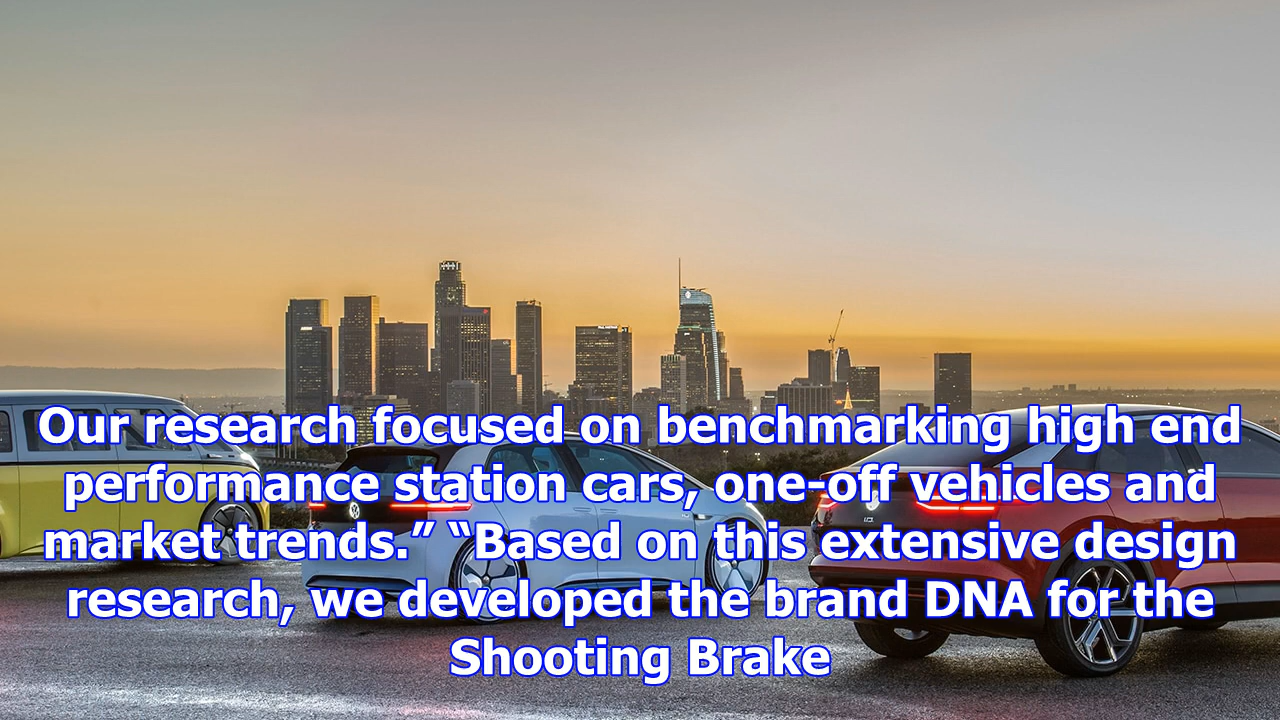 Our research focused on benchmarking high end
performance station cars, one-off vehicles and
market trends.” “Based on this extensive design
research, we developed the brand DNA for the
Shooting Brake